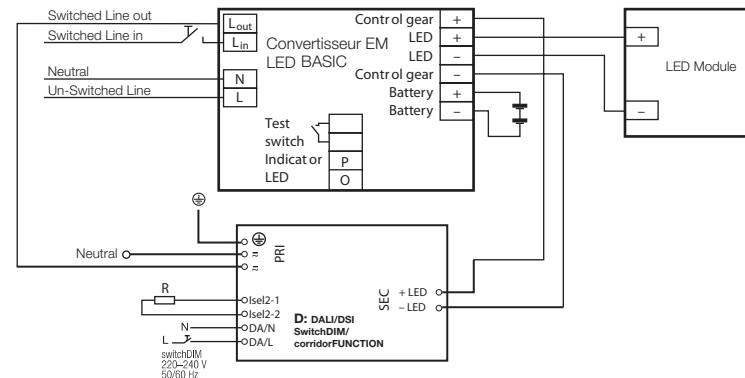 Switched Line out
Switched Line in
Neutral
Un-Switched Line
Lout
Lin
N
L
Convertisseur EM
LED BASIC
Control gear
LED
LED
Control gear
Battery
Battery
+
+
–
–
+
–
Test
switch
Indicator
LED
P
O
+
–
LED Module
Neutral
PRI
=
≈
R
Isel2-1
Isel2-2
N
DA/N
L
DA/L
switchDIM
220–240 V
50/60 Hz
D: DALI/DSI
SwitchDIM/
corridorFUNCTION
SEC
+ LED
– LED